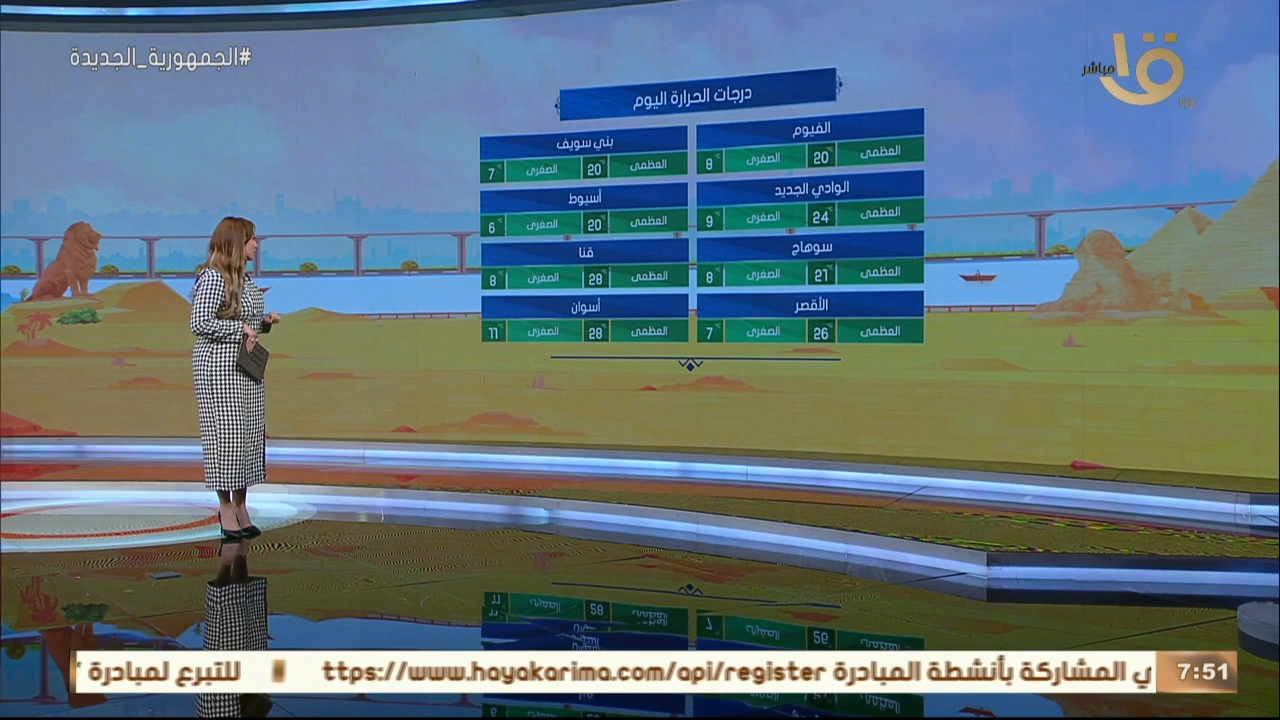 #الجمهورية_الجديدة
مباشر
درجات الحرارة اليوم
الفيوم
العظمى 20° الصغرى 8°
بني سويف
العظمى 20° الصغرى 7°
الوادي الجديد
العظمى 24° الصغرى 9°
أسيوط
العظمى 20° الصغرى 6°
سوهاج
العظمى 21° الصغرى 8°
قنا
العظمى 28° الصغرى 8°
الأقصر
العظمى 26° الصغرى 7°
أسوان
العظمى 28° الصغرى 11°
7:51
ي المشاركة بأنشطة المبادرة ttps://www.hayakarima.com/api/register للتبرع لمبادرة "